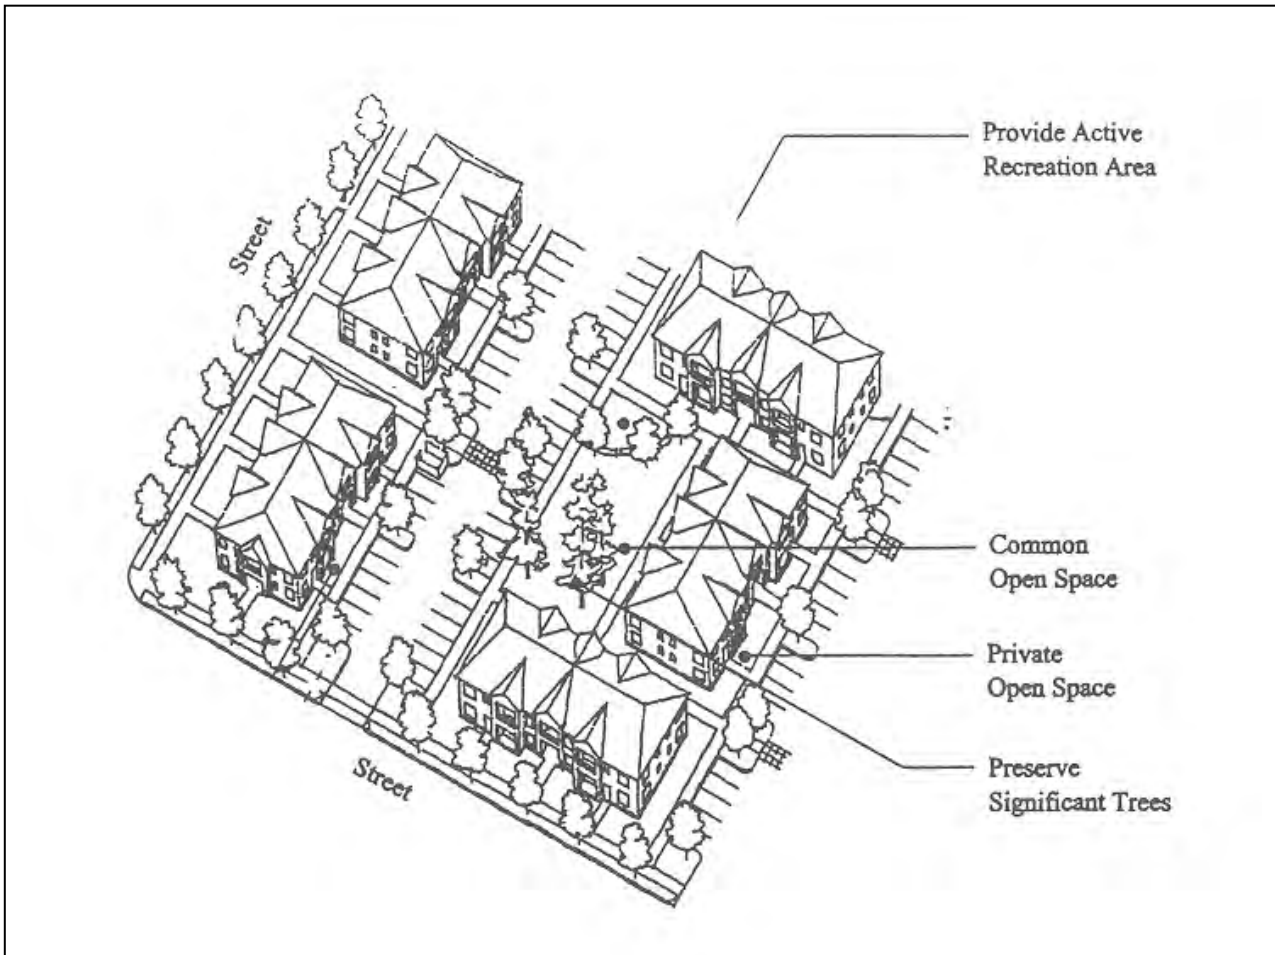 Provide Active
Recreation Area
Street
Common
Open Space
Private
Open Space
Preserve
Significant Trees
Street